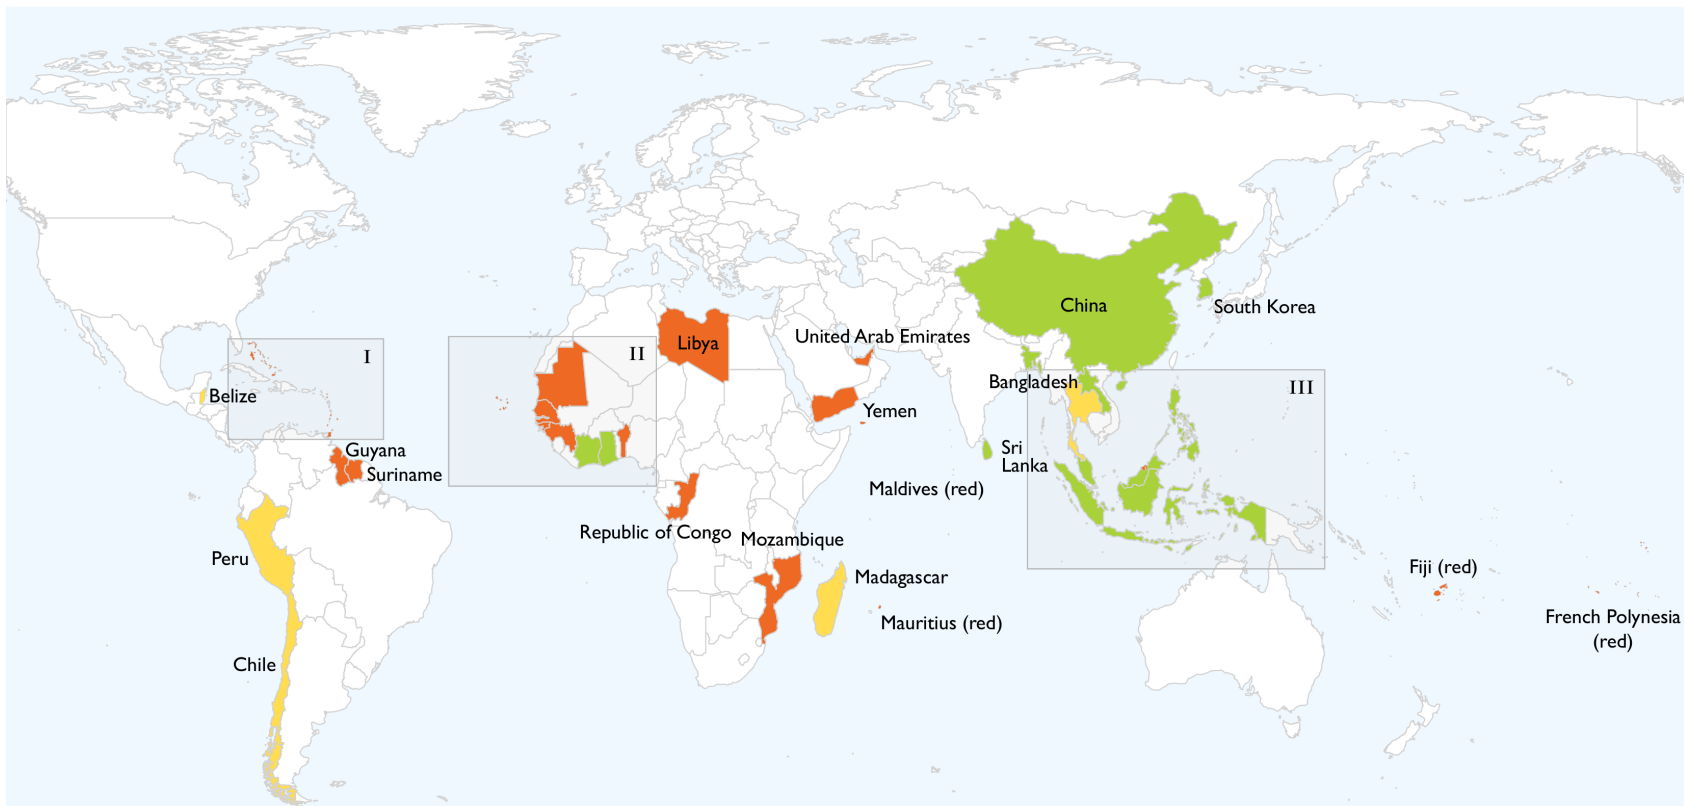 China
South Korea
I
II
Libya
United Arab Emirates
Bangladesh
III
Belize
Yemen
Guyana
Suriname
Sri
Lanka
Maldives (red)
Republic of Congo
Mozambique
Peru
Madagascar
Fiji (red)
Mauritius (red)
French Polynesia
(red)
Chile